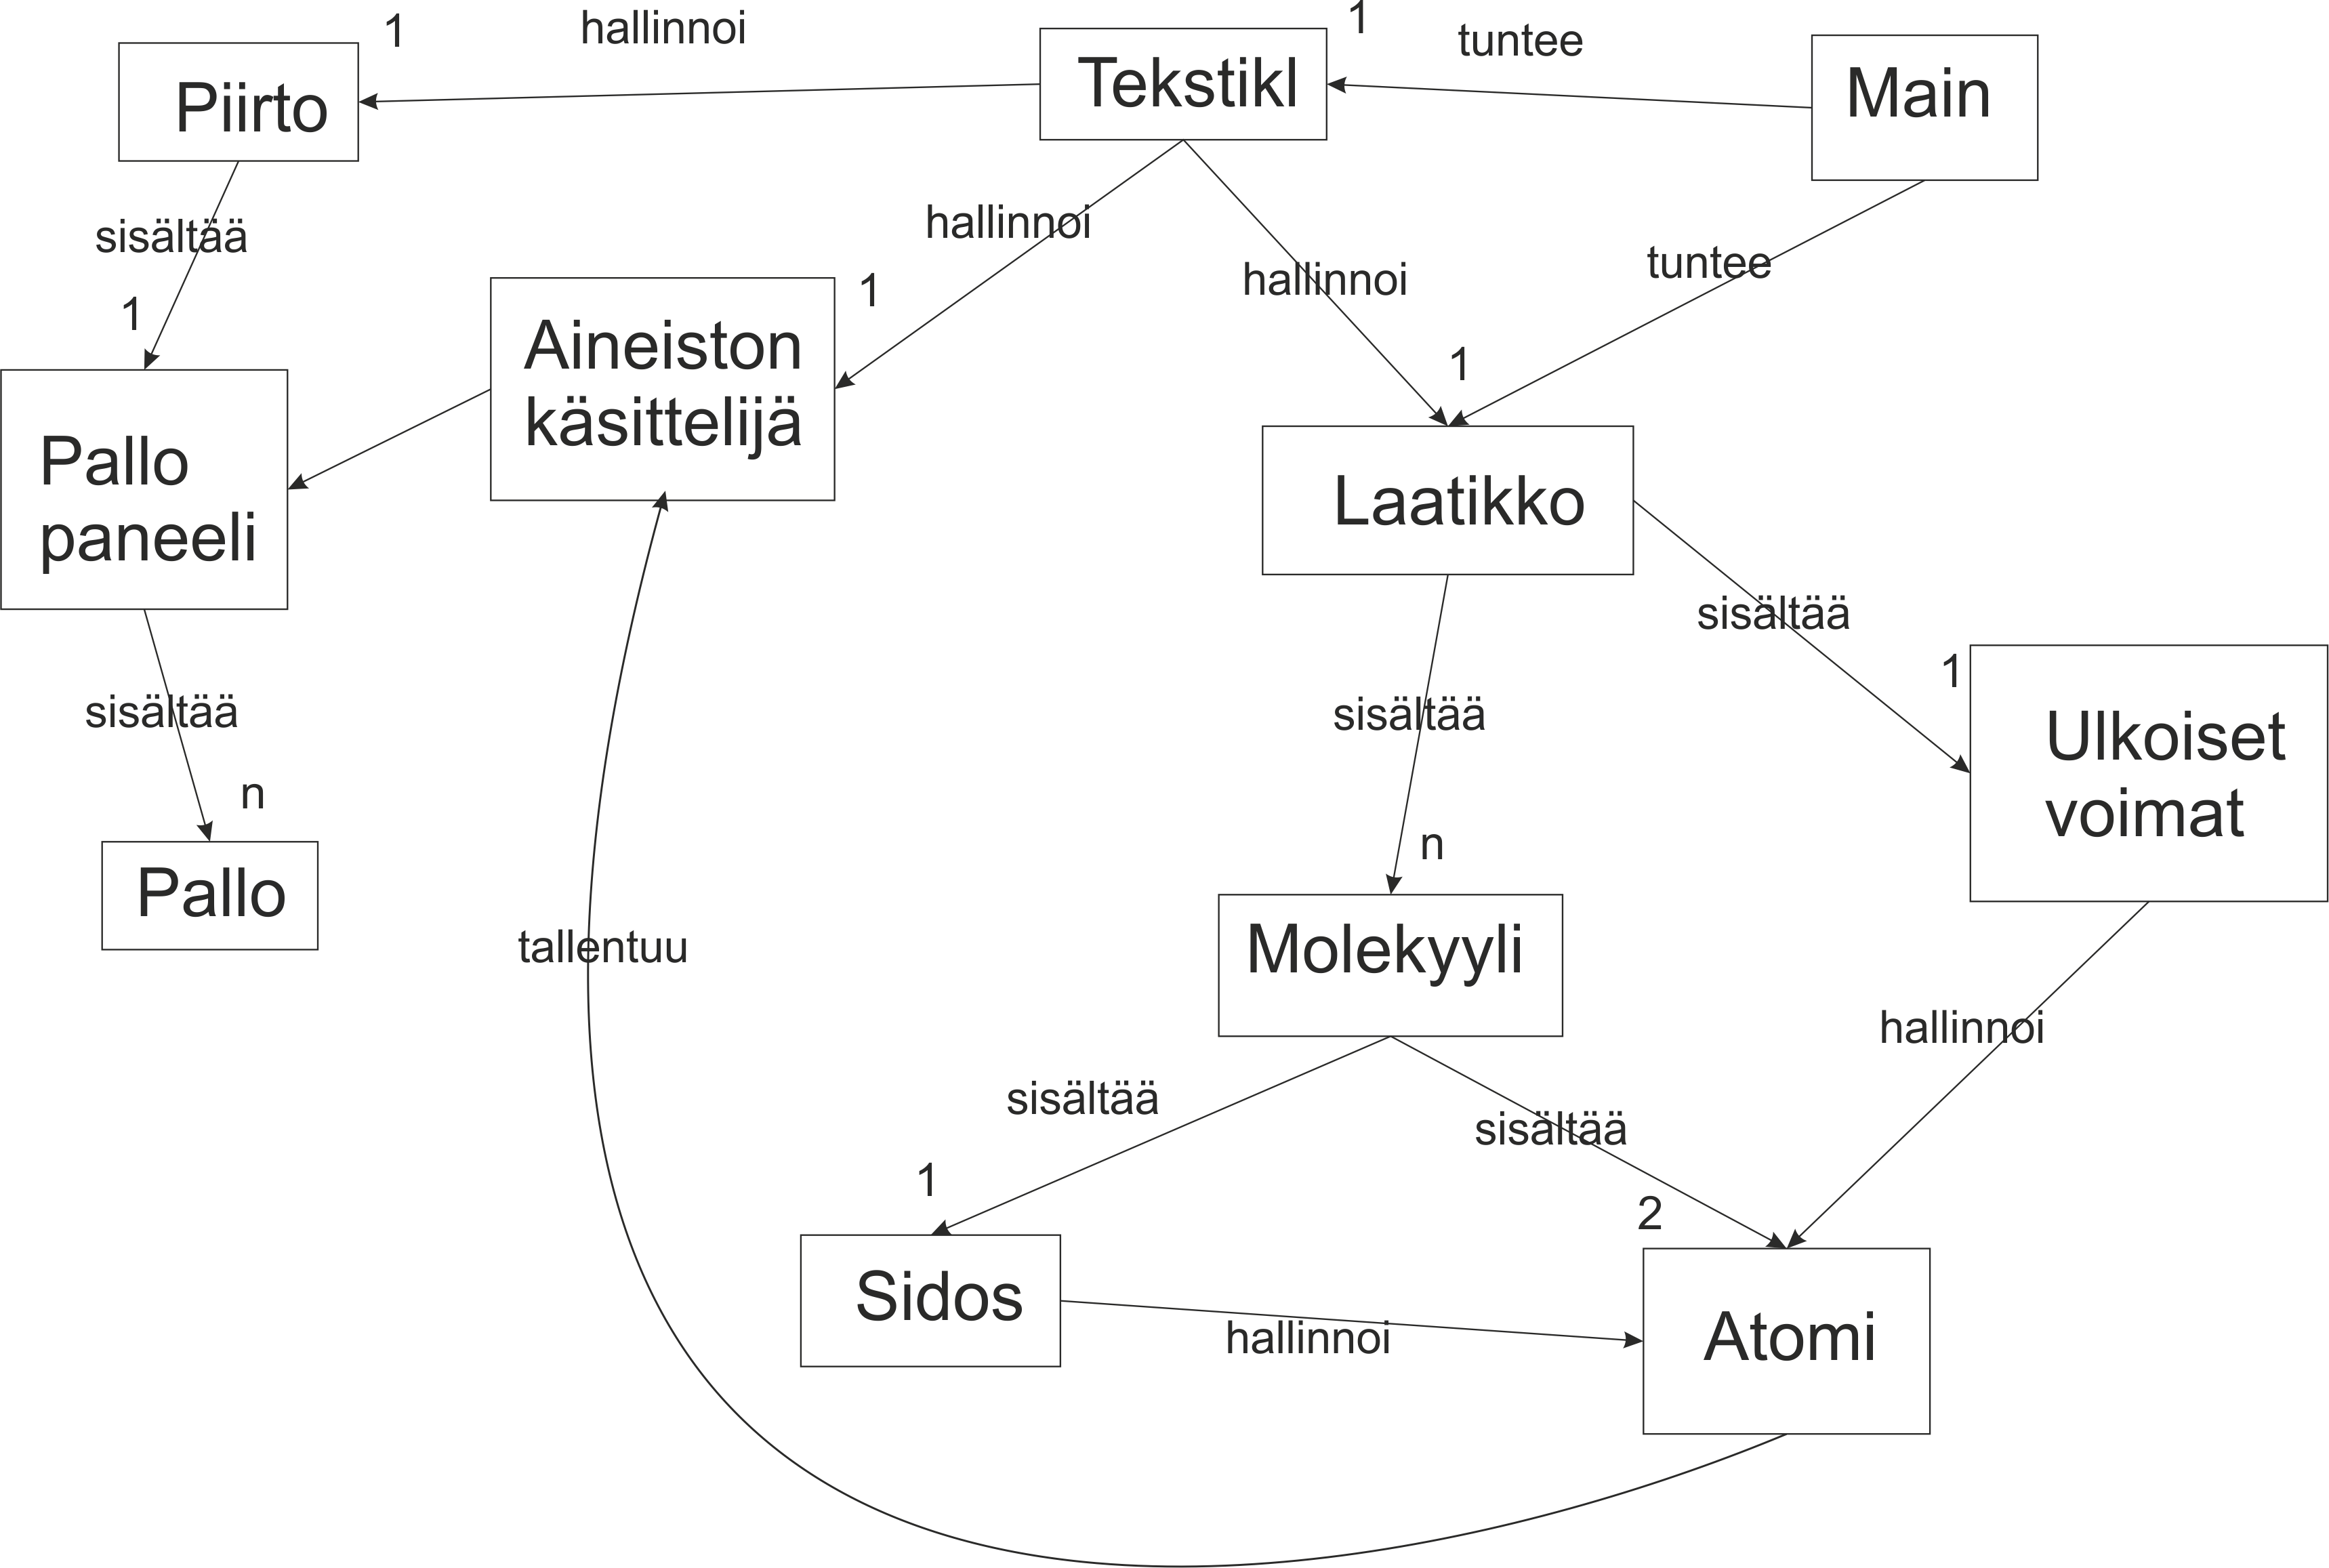 1
hallinnoi
1
tuntee
Piirto
Tekstikl
Main
sisältää
hallinnoi
hallinnoi
tuntee
1
1
1
Aineiston
käsittelijä
Pallo
paneeli
Laatikko
sisältää
1
sisältää
sisältää
n
n
Ulkoiset
voimat
Pallo
tallentuu
Molekyyli
hallinnoi
sisältää
sisältää
1
2
Sidos
hallinnoi
Atomi